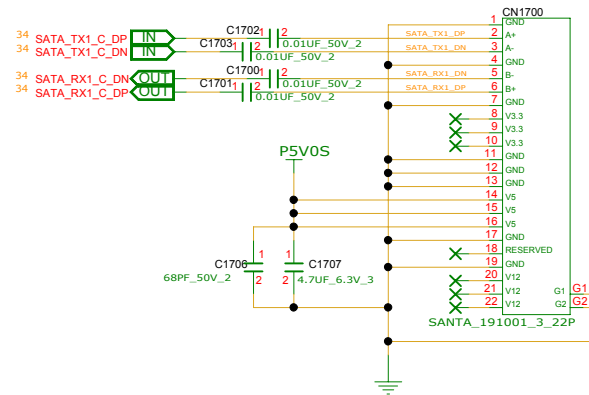 CN1700
34 SATA_TX1_C_DP IN C1702 1 2 0.01UF_50V_2 SATA_TX1_DP
34 SATA_TX1_C_DN IN C1703 1 2 0.01UF_50V_2 SATA_TX1_DN
34 SATA_RX1_C_DN OUT C1700 1 2 0.01UF_50V_2 SATA_RX1_DN
34 SATA_RX1_C_DP OUT C1701 1 2 0.01UF_50V_2 SATA_RX1_DP
1 GND
2 A+
3 A-
4 GND
5 B-
6 B+
7 GND
8 V3.3
9 V3.3
10 V3.3
11 GND
12 GND
13 GND
14 V5
15 V5
16 V5
17 GND
18 RESERVED
19 GND
20 V12
21 V12 G1 G1
22 V12 G2 G2
SANTA_191001_3_22P
P5V0S
C1706 1 2
68PF_50V_2
C1707 1 2
4.7UF_6.3V_3